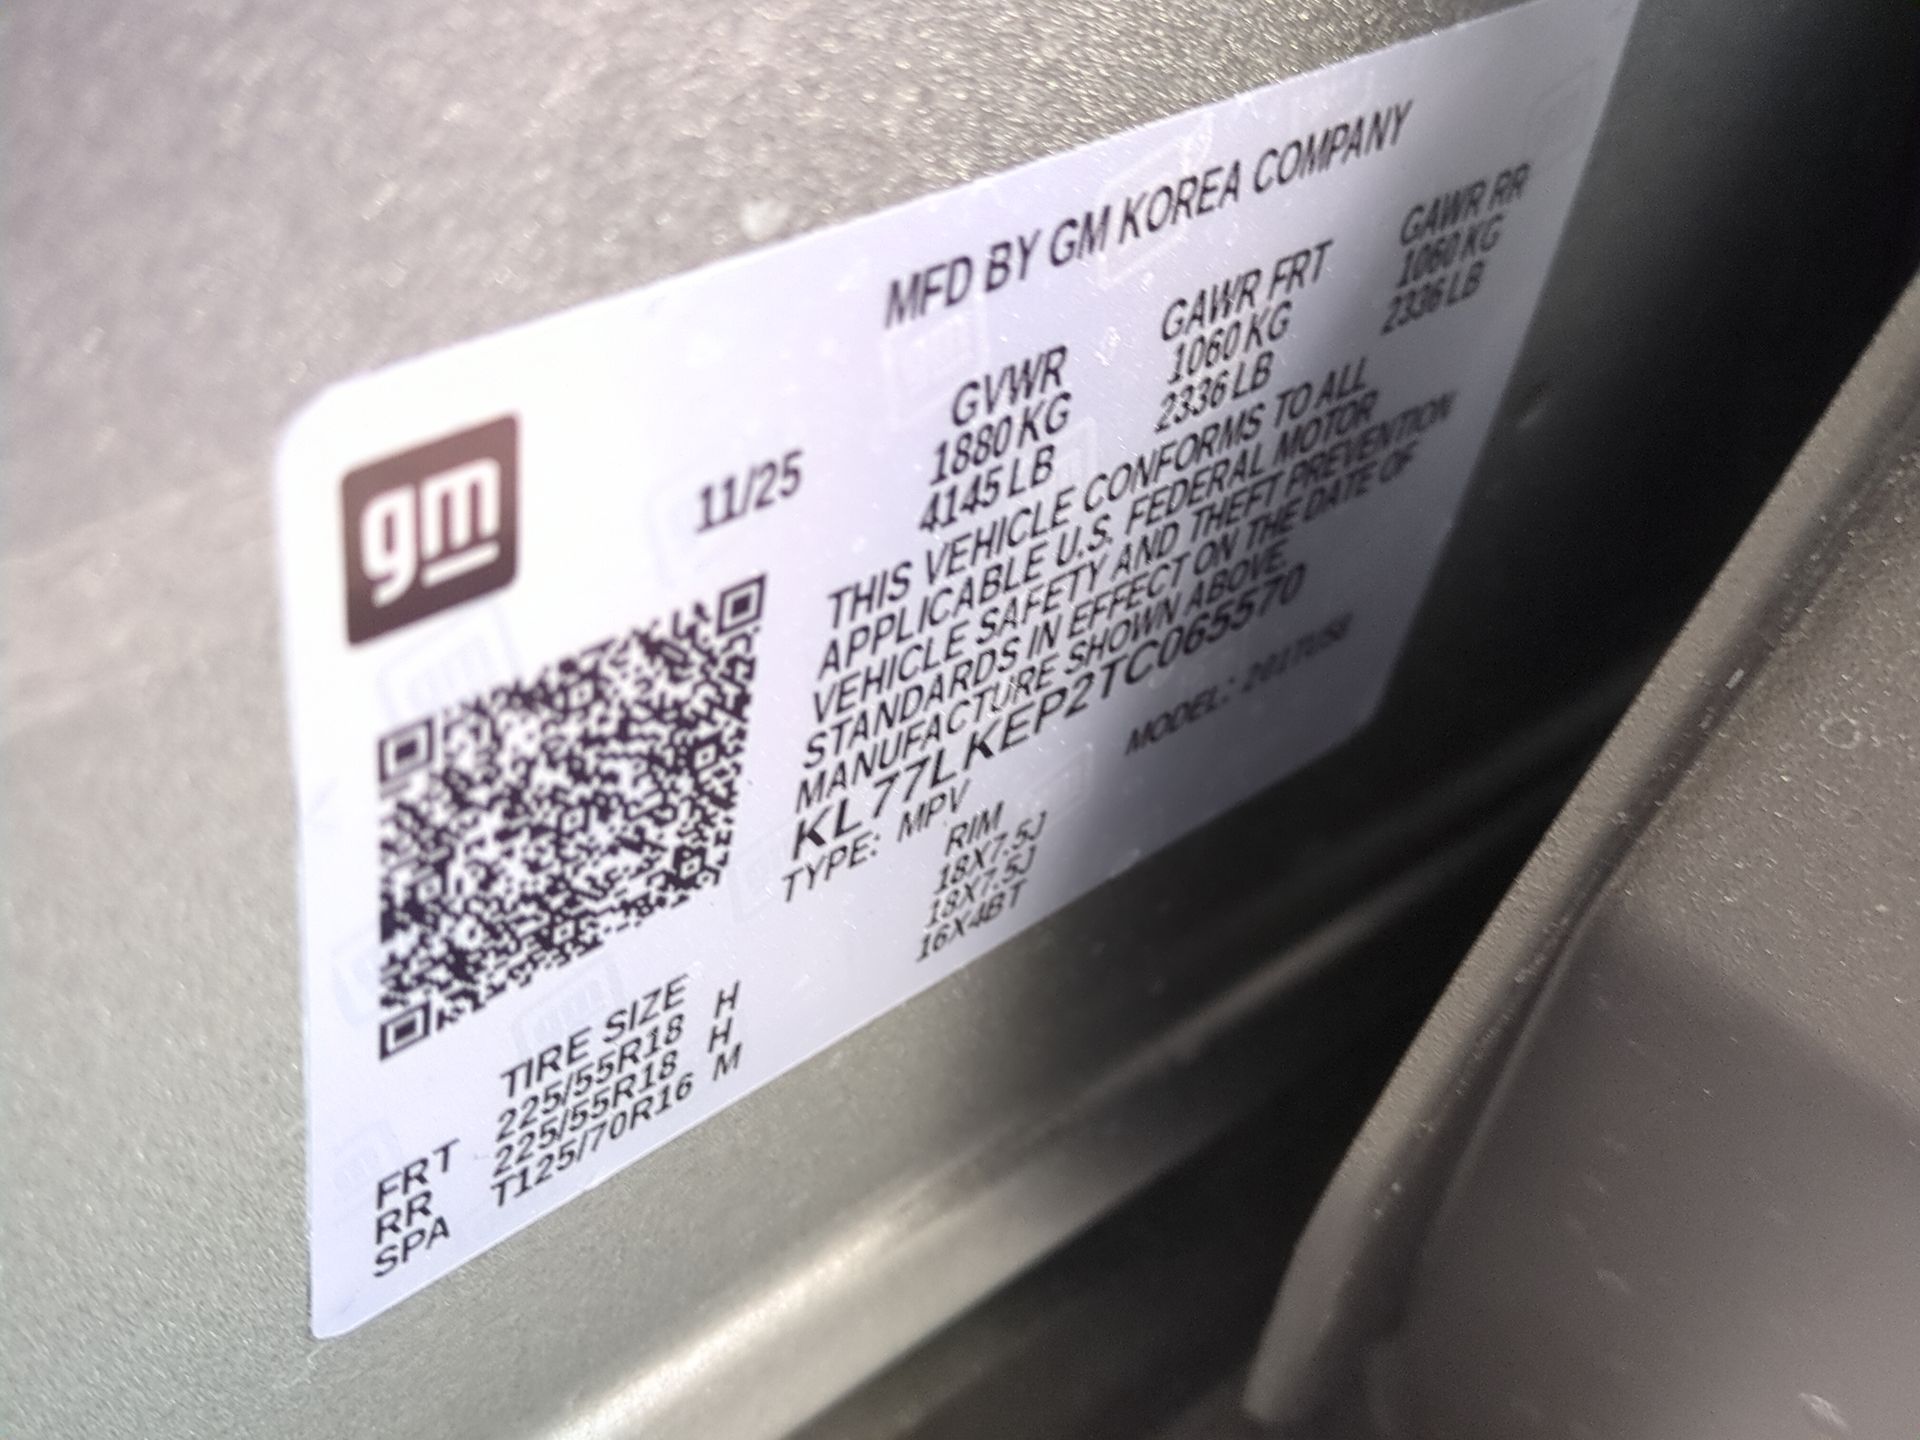 gm
MFD BY GM KOREA COMPANY
11/25
GVWR GAWR FRT GAWR RR
1880 KG 1060 KG 1060 KG
4145 LB 2336 LB 2336 LB
THIS VEHICLE CONFORMS TO ALL
APPLICABLE U.S. FEDERAL MOTOR
VEHICLE SAFETY AND THEFT PREVENTION
STANDARDS IN EFFECT ON THE DATE OF
MANUFACTURE SHOWN ABOVE.
KL77LKEP2TC065570
TYPE: MPV MODEL:
TIRE SIZE RIM
FRT 225/55R18 H 18X7.5J
RR 225/55R18 H 18X7.5J
SPA T125/70R16 M 16X4BT